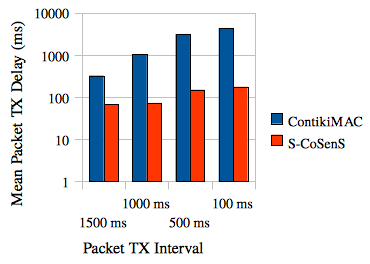 Mean Packet TX Delay (ms)
10000
1000
100
10
1
1000 ms
100 ms
1500 ms
500 ms
Packet TX Interval
ContikiMAC
S-CoSenS